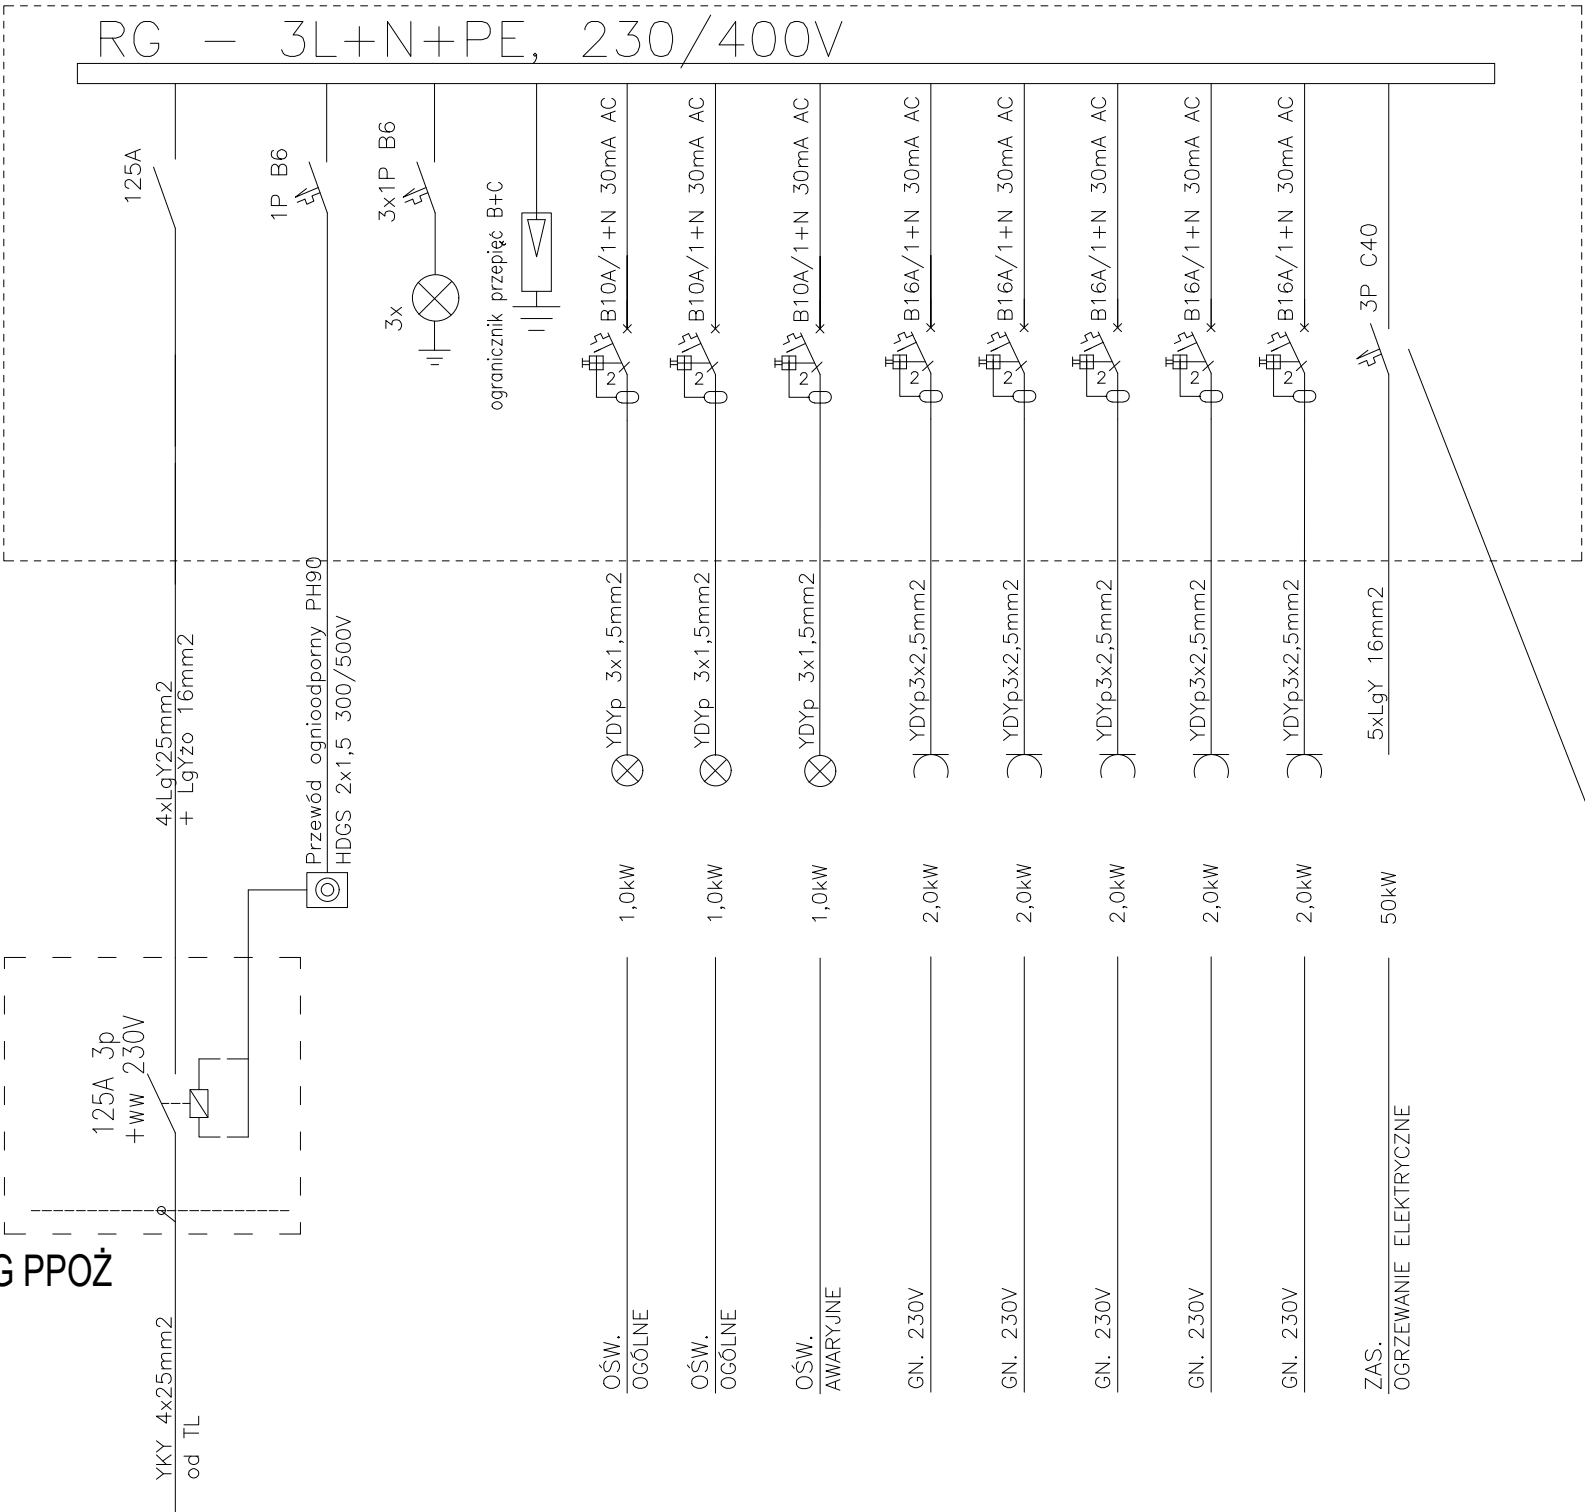 RG - 3L+N+PE, 230/400V
125A
1P B6
3x1P B6
3x
ogranicznik przepięć B+C
B10A/1+N 30mA AC
B10A/1+N 30mA AC
B10A/1+N 30mA AC
B16A/1+N 30mA AC
B16A/1+N 30mA AC
B16A/1+N 30mA AC
B16A/1+N 30mA AC
B16A/1+N 30mA AC
3P C40
2
2
2
2
2
2
2
2
4xLgY25mm2
+ LgYżo 16mm2
Przewód ognioodporny PH90
HDGS 2x1,5 300/500V
YDYp 3x1,5mm2
YDYp 3x1,5mm2
YDYp 3x1,5mm2
YDYp3x2,5mm2
YDYp3x2,5mm2
YDYp3x2,5mm2
YDYp3x2,5mm2
YDYp3x2,5mm2
5xLgY 16mm2
1,0kW
1,0kW
1,0kW
2,0kW
2,0kW
2,0kW
2,0kW
2,0kW
50kW
125A 3p
+ww 230V
G PPOŻ
YKY 4x25mm2
od TL
OŚW.
OGÓLNE
OŚW.
OGÓLNE
OŚW.
AWARYJNE
GN. 230V
GN. 230V
GN. 230V
GN. 230V
GN. 230V
ZAS.
OGRZEWANIE ELEKTRYCZNE